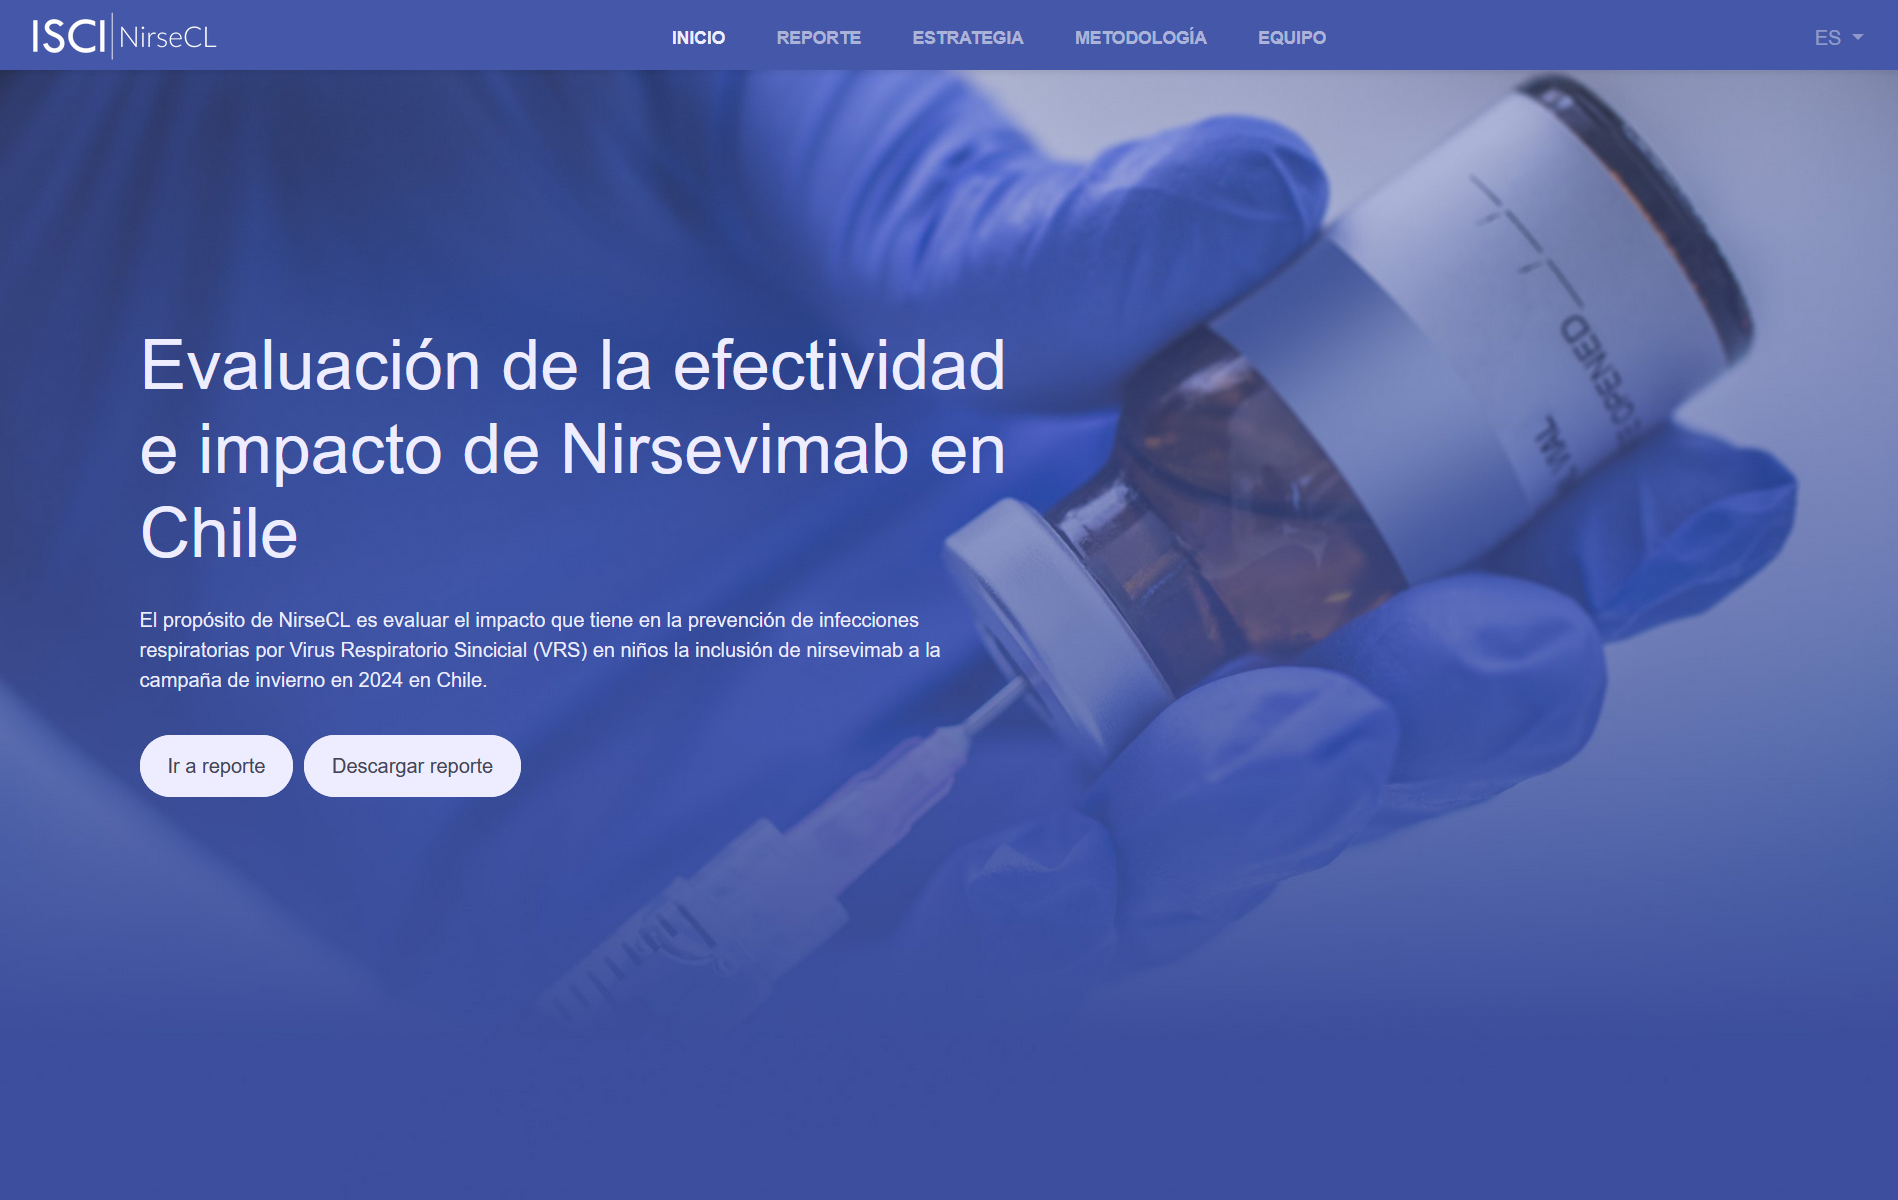 ISCI NirseCL
INICIO
REPORTE
ESTRATEGIA
METODOLOGÍA
EQUIPO
ES
Evaluación de la efectividad
e impacto de Nirsevimab en
Chile
El propósito de NirseCL es evaluar el impacto que tiene en la prevención de infecciones
respiratorias por Virus Respiratorio Sincicial (VRS) en niños la inclusión de nirsevimab a la
campaña de invierno en 2024 en Chile.
Ir a reporte
Descargar reporte